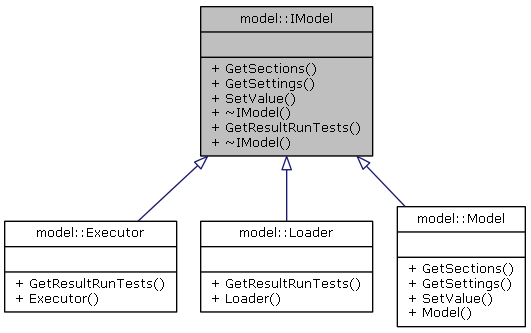 model::IModel
+ GetSections()
+ GetSettings()
+ SetValue()
+ ~IModel()
+ GetResultRunTests()
+ ~IModel()
model::Executor
+ GetResultRunTests()
+ Executor()
model::Loader
+ GetResultRunTests()
+ Loader()
model::Model
+ GetSections()
+ GetSettings()
+ SetValue()
+ Model()